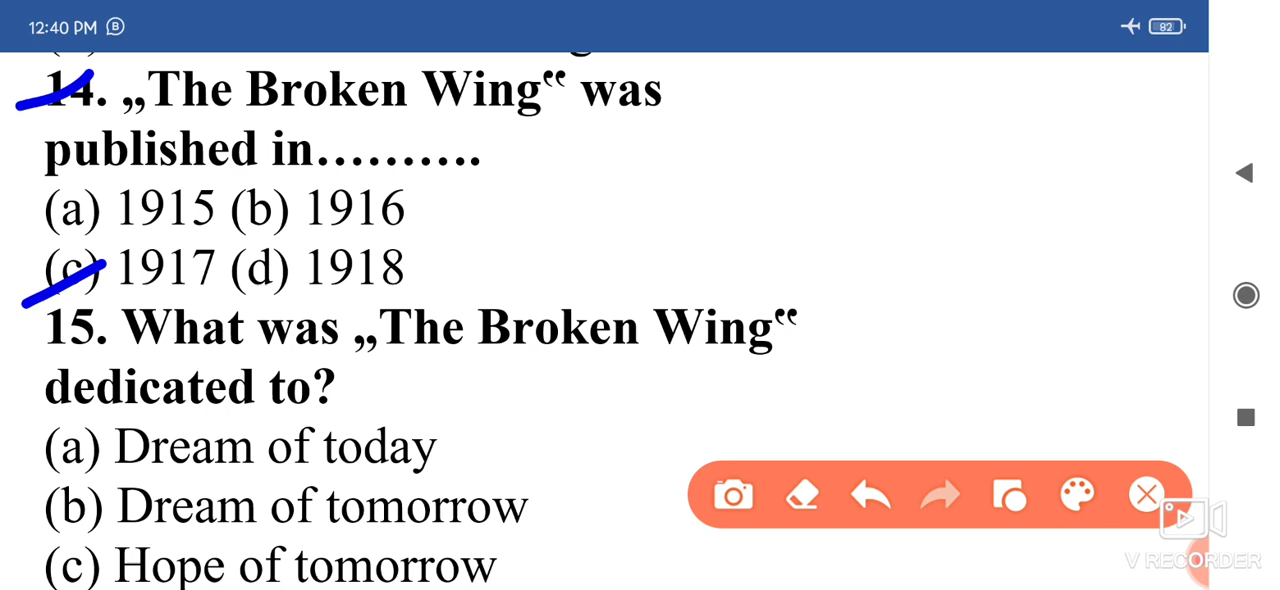 12:40 PM
82
14. „The Broken Wing‟ was
published in……….
(a) 1915 (b) 1916
(c) 1917 (d) 1918
15. What was „The Broken Wing‟
dedicated to?
(a) Dream of today
(b) Dream of tomorrow
(c) Hope of tomorrow
V RECORDER